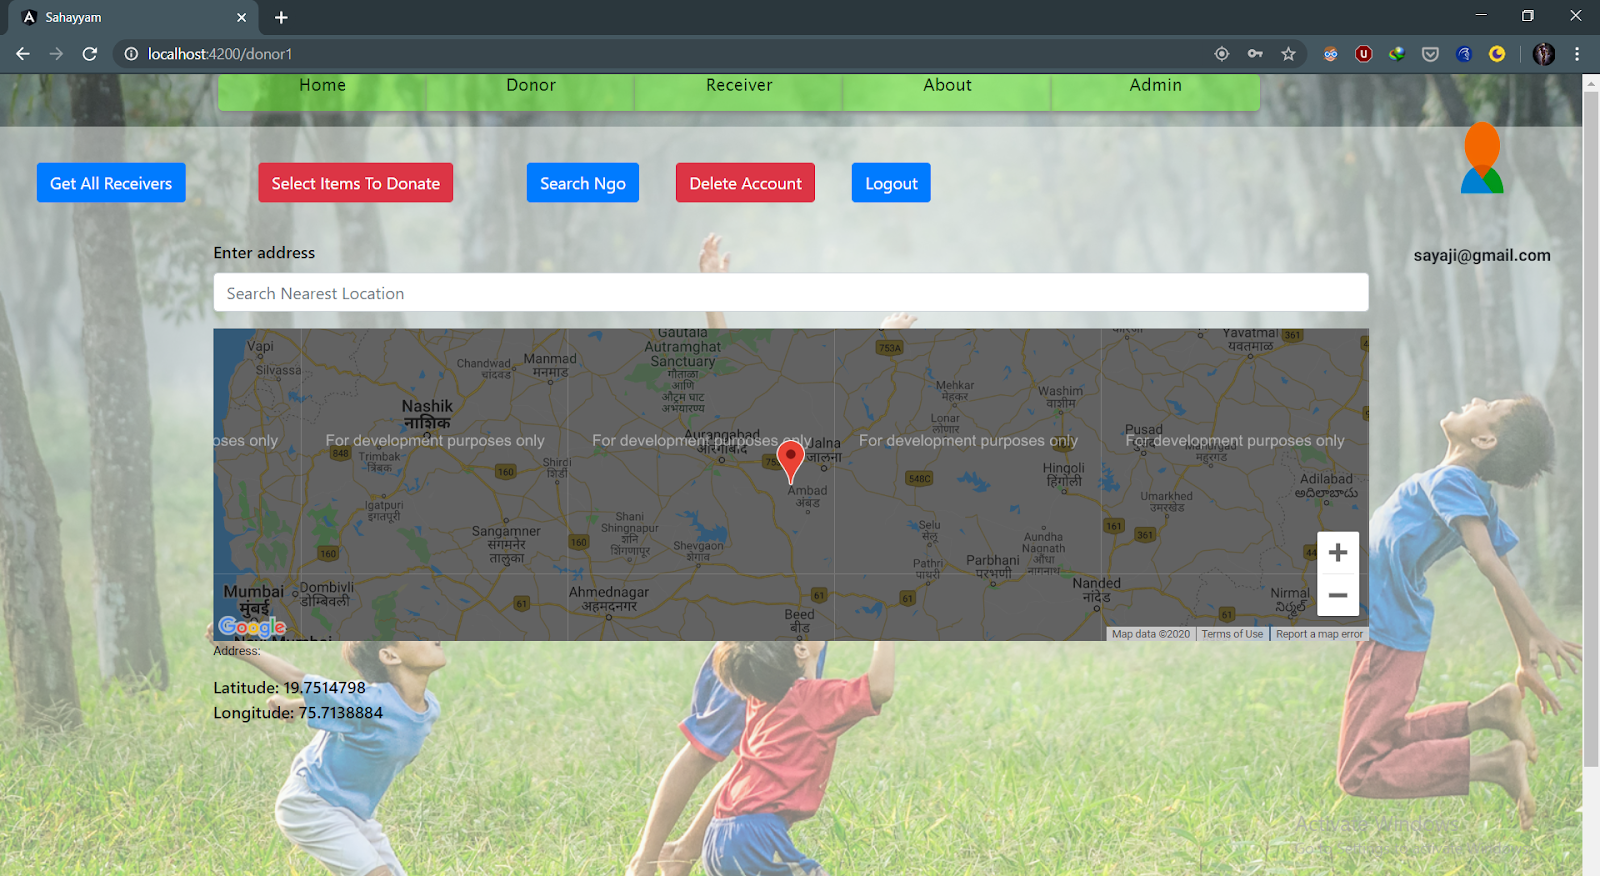 Sahayyam
localhost:4200/donor1
Home Donor Receiver About Admin
Get All Receivers Select Items To Donate Search Ngo Delete Account Logout
sayaji@gmail.com
Enter address
Search Nearest Location
Vapi
Silvassa
Chandwad
चांदवड
Manmad
मनमाड
Gautala
Autramghat
Sanctuary
गौताळा
आणि
औट्रम घाट
अभयारण्य
753A
Yavatmal
यवतमाळ
361
Mehkar
मेहकर
Washim
वाशीम
Lonar
लोणार
Nashik
नाशिक
oses only
For development purposes only
For development purposes only
For development purposes only
For development purposes only
Aurangabad
औरंगाबाद
Jalna
जालना
Pusad
पुसद
848
Trimbak
त्रिंबक
160
Shirdi
शिर्डी
548C
Hingoli
हिंगोली
Adilabad
ఆదిలాబాదు
Ambad
अंबड
Igatpuri
इगतपुरी
Umarkhed
उमरखेड
Sangamner
संगमनेर
तालुका
Shani
Shingnapur
शनि
शिंगणापूर
Selu
सेलू
161
361
160
160
Shevgaon
शेवगाव
Aundha
Nagnath
औंढा
नागनाथ
Pathri
पाथरी
Parbhani
परभणी
Nanded
नांदेड
Mumbai
मुंबई
Dombivli
डोम्बिवली
61
Ahmednagar
अहमदनगर
61
61
Beed
बीड
61
Nirmal
నిర్మల్
Google
Map data ©2020 Terms of Use Report a map error
Address:
Latitude: 19.7514798
Longitude: 75.7138884
Activate Windows